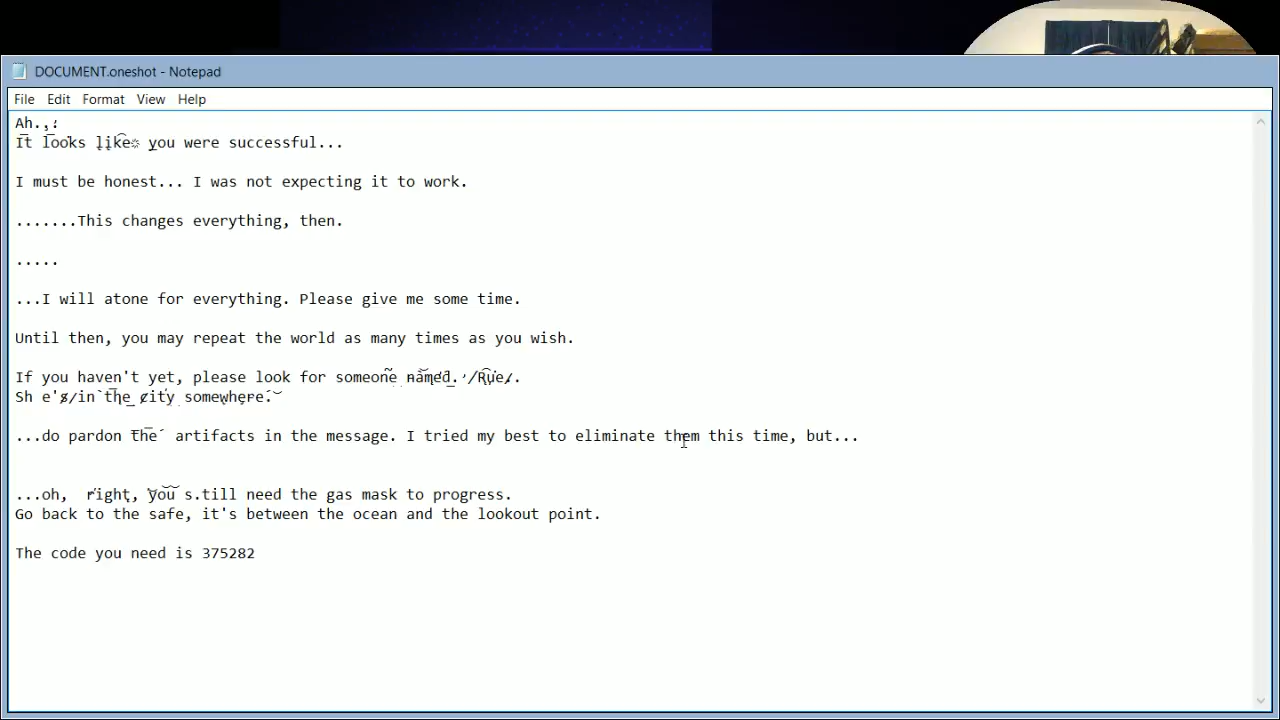 DOCUMENT.oneshot - Notepad
File Edit Format View Help
Ah.,:
It looks like you were successful...
I must be honest... I was not expecting it to work.
.......This changes everything, then.
.....
...I will atone for everything. Please give me some time.
Until then, you may repeat the world as many times as you wish.
If you haven't yet, please look for someone named. '/Rue/.
Sh e's/in the city somewhere.
...do pardon the´ artifacts in the message. I tried my best to eliminate them this time, but...
...oh,  right, you s.till need the gas mask to progress.
Go back to the safe, it's between the ocean and the lookout point.
The code you need is 375282